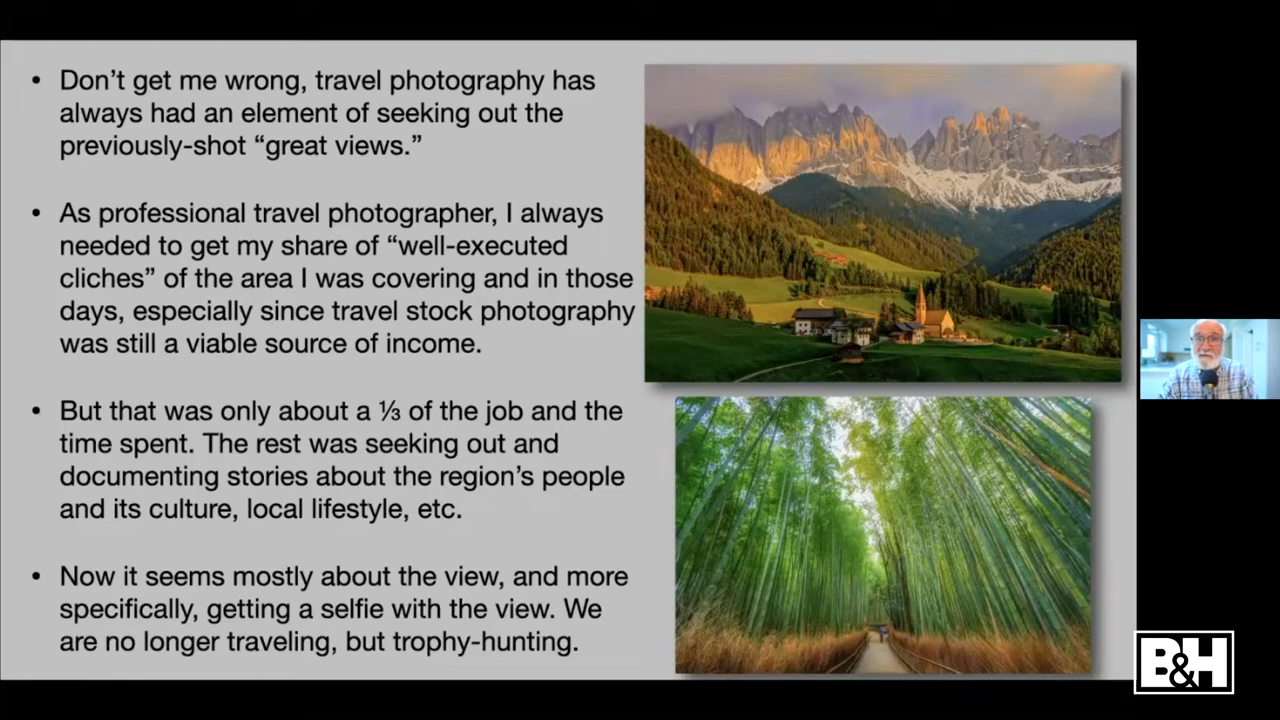 • Don’t get me wrong, travel photography has
always had an element of seeking out the
previously-shot “great views.”
• As professional travel photographer, I always
needed to get my share of “well-executed
cliches” of the area I was covering and in those
days, especially since travel stock photography
was still a viable source of income.
• But that was only about a ⅓ of the job and the
time spent. The rest was seeking out and
documenting stories about the region’s people
and its culture, local lifestyle, etc.
• Now it seems mostly about the view, and more
specifically, getting a selfie with the view. We
are no longer traveling, but trophy-hunting.
B&H